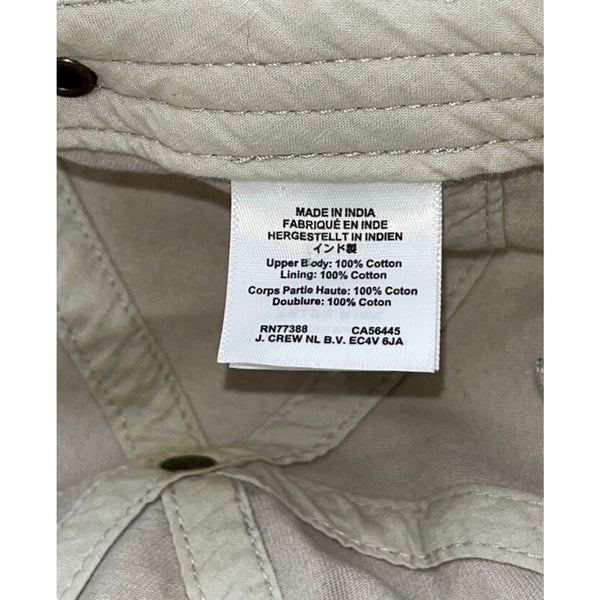 MADE IN INDIA
FABRIQUÉ EN INDE
HERGESTELLT IN INDIEN
インド製
Upper Body: 100% Cotton
Lining: 100% Cotton
Corps Partie Haute: 100% Coton
Doublure: 100% Coton
RN77388 CA56445
J. CREW NL B.V. EC4V 6JA